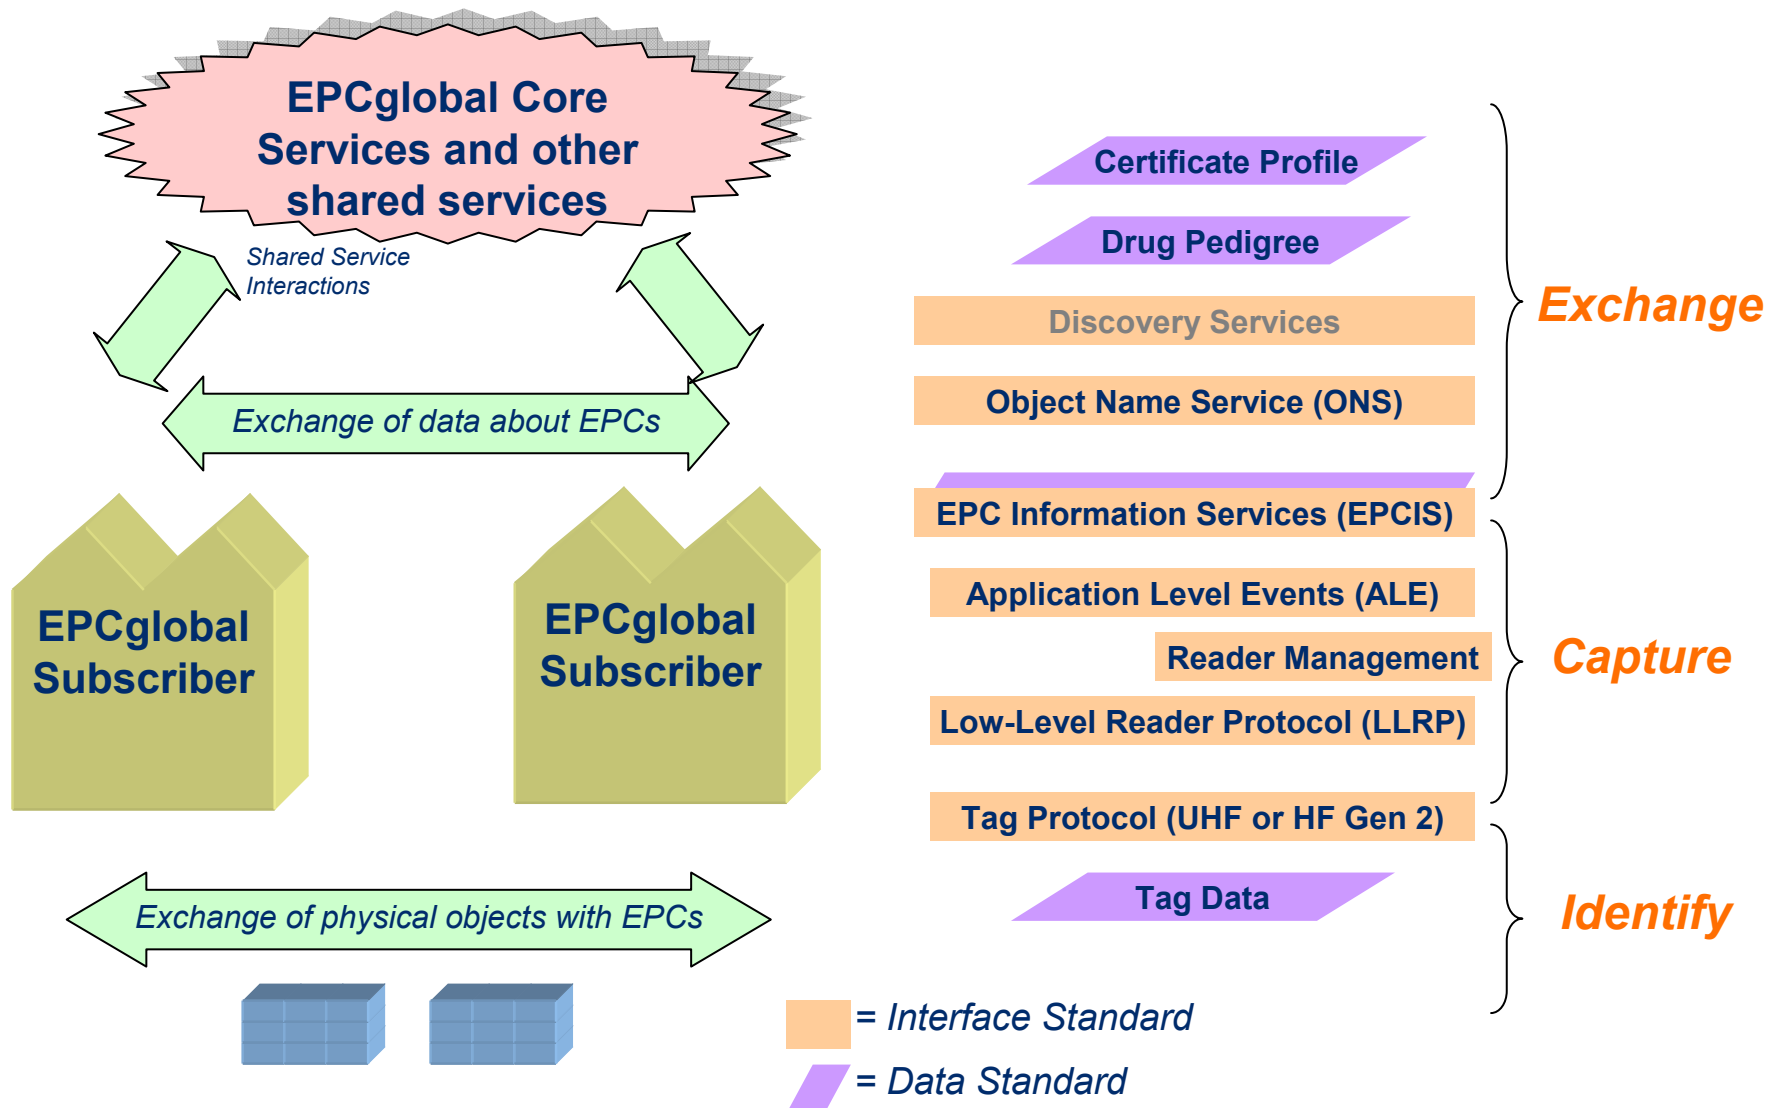 EPCglobal Core
Services and other
shared services
Shared Service
Interactions
Exchange of data about EPCs
EPCglobal
Subscriber
EPCglobal
Subscriber
Exchange of physical objects with EPCs
Certificate Profile
Drug Pedigree
Discovery Services
Object Name Service (ONS)
EPC Information Services (EPCIS)
Application Level Events (ALE)
Reader Management
Low-Level Reader Protocol (LLRP)
Tag Protocol (UHF or HF Gen 2)
Tag Data
Exchange
Capture
Identify
= Interface Standard
= Data Standard